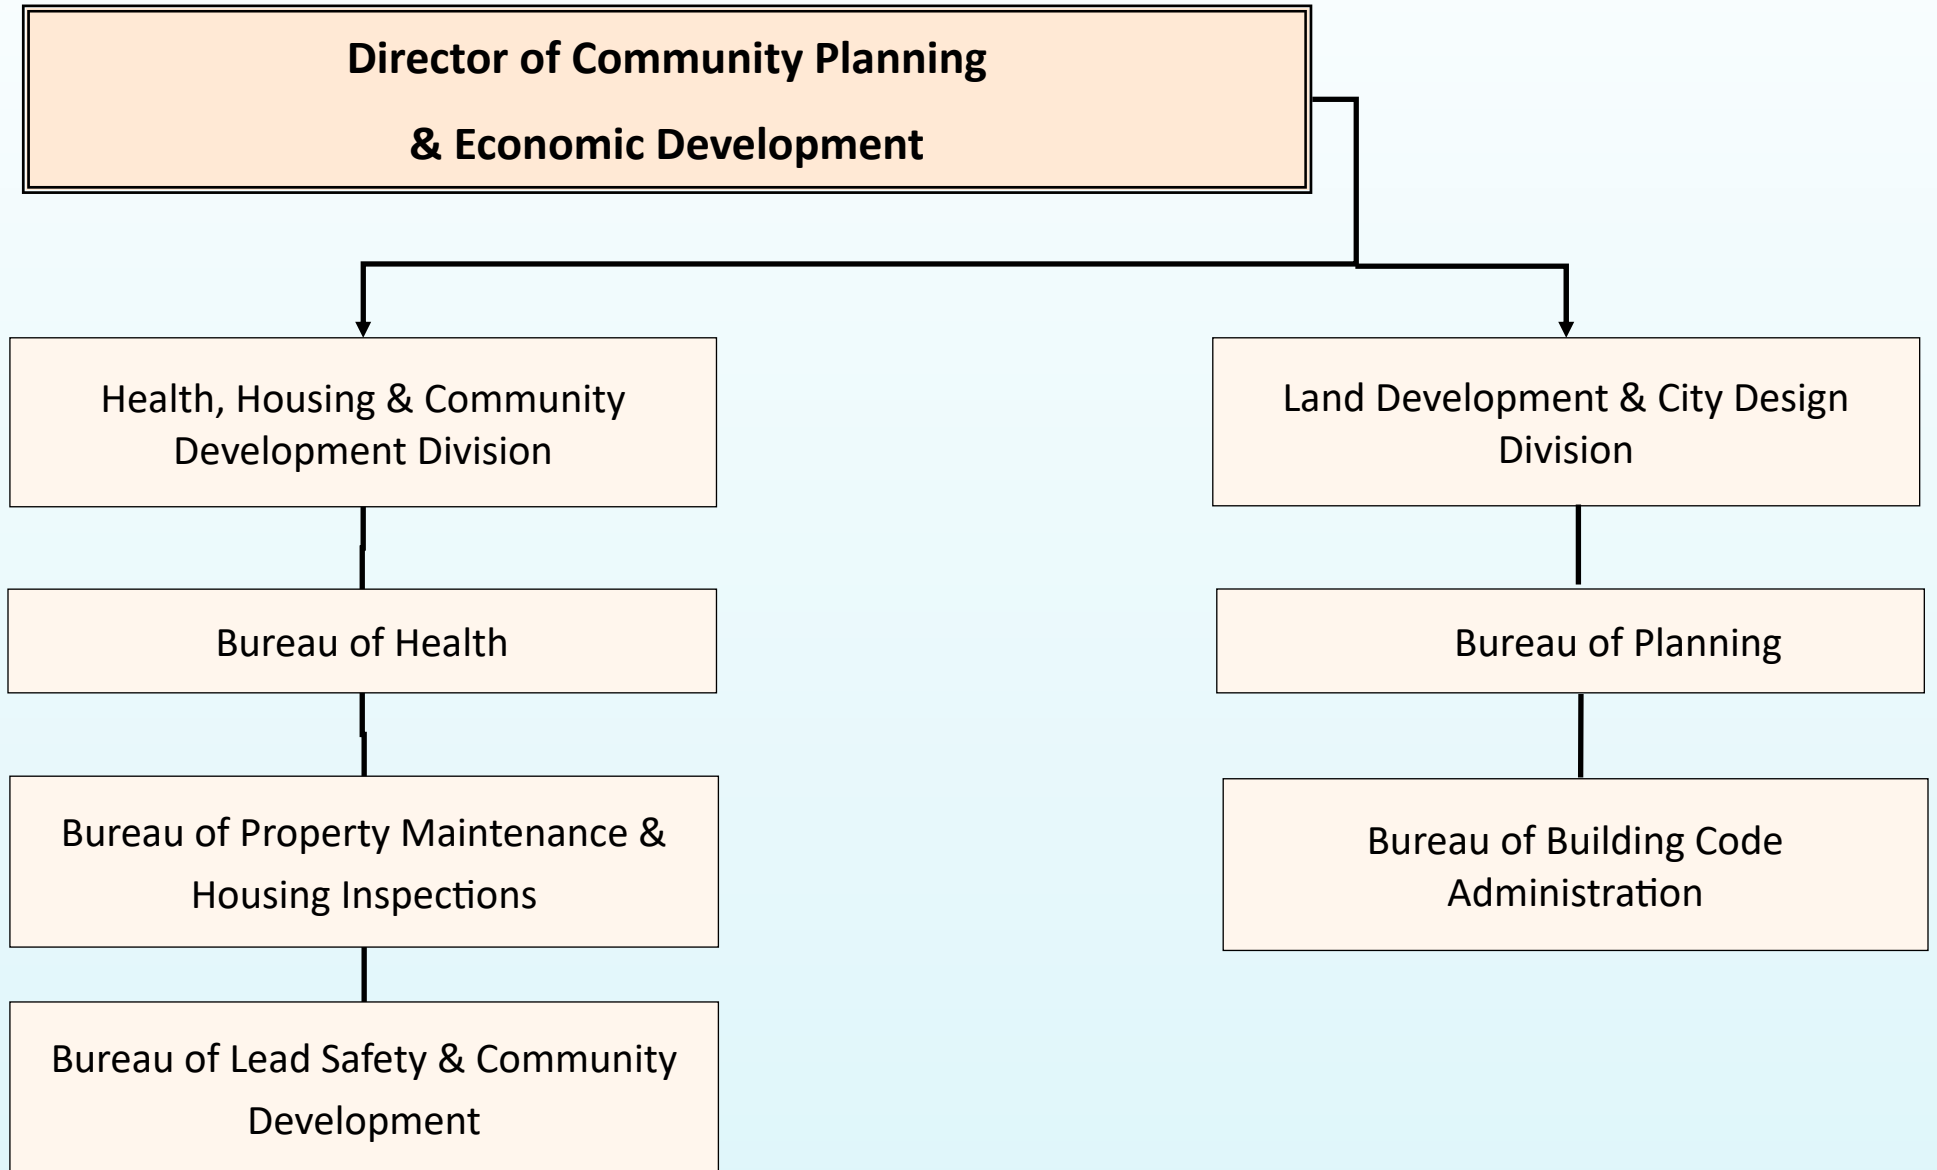 Director of Community Planning
& Economic Development
Health, Housing & Community
Development Division
Land Development & City Design
Division
Bureau of Health
Bureau of Planning
Bureau of Property Maintenance &
Housing Inspections
Bureau of Building Code
Administration
Bureau of Lead Safety & Community
Development